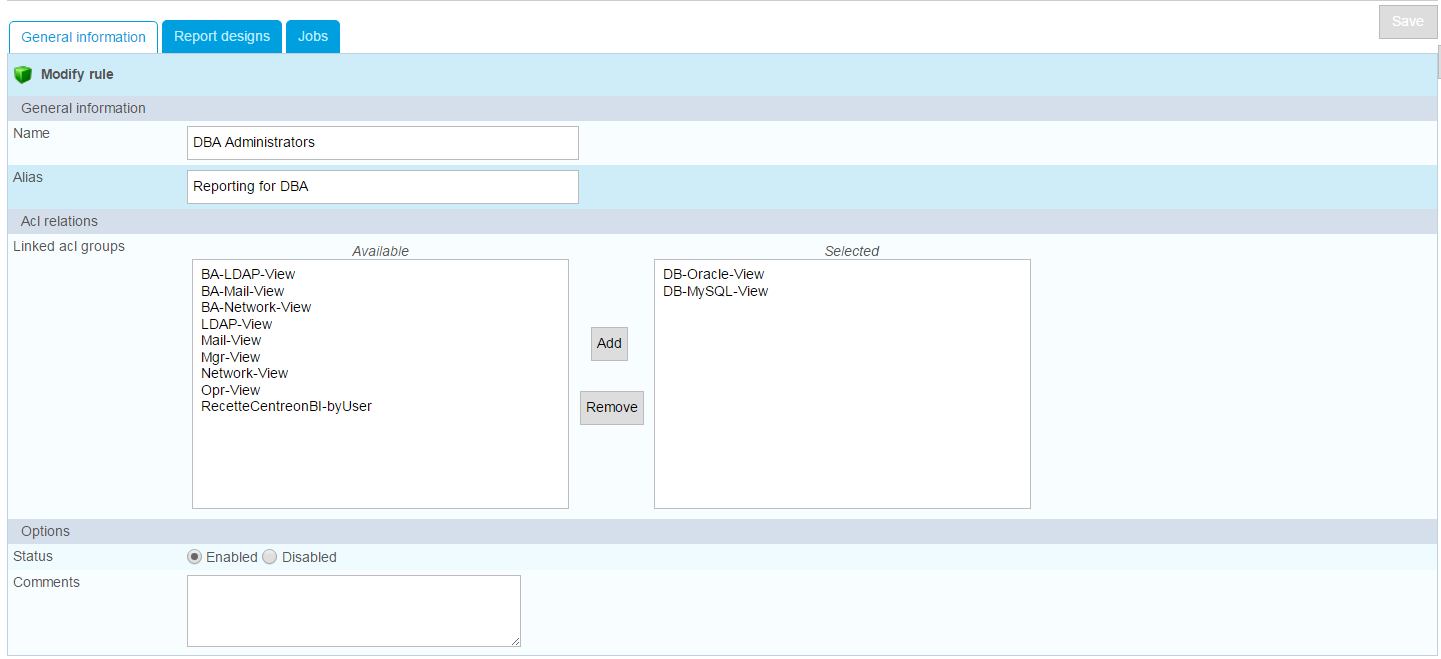 Save
General information Report designs Jobs
Modify rule
General information
Name DBA Administrators
Alias Reporting for DBA
Acl relations
Linked acl groups
Available Selected
BA-LDAP-View DB-Oracle-View
BA-Mail-View DB-MySQL-View
BA-Network-View
LDAP-View
Mail-View
Mgr-View
Network-View
Opr-View
RecetteCentreonBI-byUser
Add
Remove
Options
Status Enabled Disabled
Comments